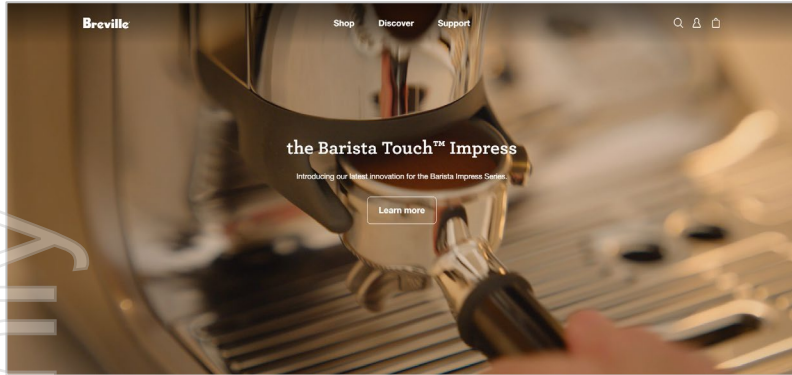 Breville
Shop Discover Support
the Barista Touch™ Impress
Introducing our latest innovation for the Barista Impress Series.
Learn more